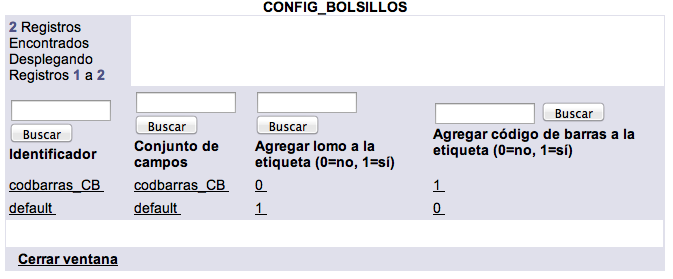 CONFIG_BOLSILLOS
2 Registros
Encontrados
Desplegando
Registros 1 a 2
Buscar
Identificador
Buscar
Conjunto de
campos
Buscar
Agregar lomo a la
etiqueta (0=no, 1=sí)
Buscar
Agregar código de barras a la
etiqueta (0=no, 1=sí)
codbarras_CB codbarras_CB 0 1
default default 1 0
Cerrar ventana